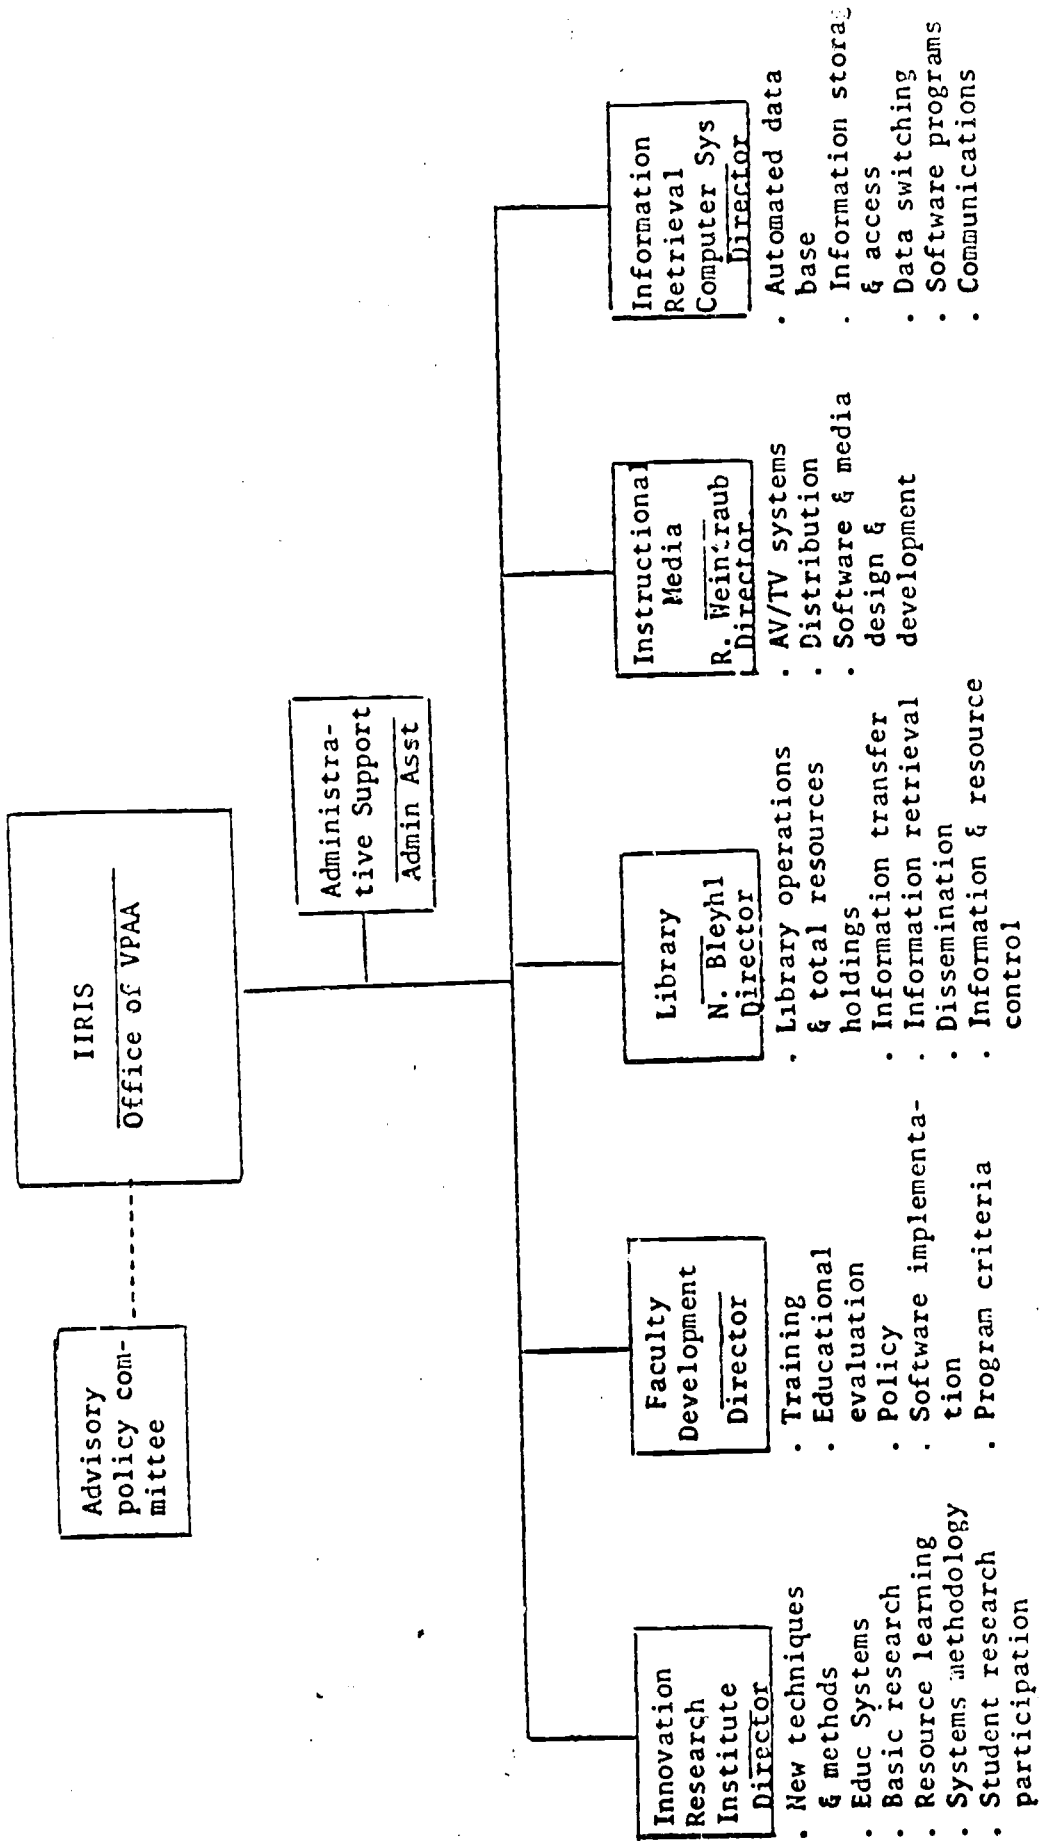 IIRIS
Office of VPAA
Advisory
policy com-
mittee
Administra-
tive Support
Admin Asst
Innovation
Research
Institute
Director
· New techniques
& methods
· Educ Systems
· Basic research
· Resource learning
· Systems methodology
· Student research
participation
Faculty
Development
Director
· Training
· Educational
evaluation
· Policy
· Software implementa-
tion
· Program criteria
Library
N. Bleyhl
Director
· Library operations
& total resources
holdings
· Information transfer
· Information retrieval
· Dissemination
· Information & resource
control
Instructional
Media
R. Weintraub
Director
· AV/TV systems
· Distribution
· Software & media
design &
development
Information
Retrieval
Computer Sys
Director
· Automated data
base
· Information storag
& access
· Data switching
· Software programs
· Communications